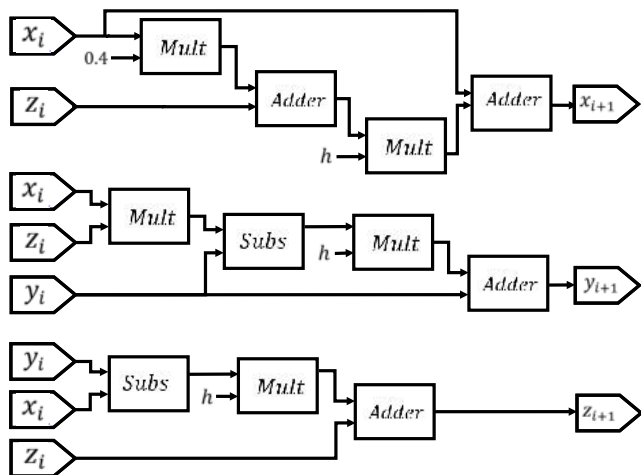 x_i
Mult
0.4
z_i
Adder
Adder
x_{i+1}
h
Mult
x_i
Mult
z_i
Subs
Mult
h
y_i
Adder
y_{i+1}
y_i
Subs
x_i
Mult
h
Adder
z_{i+1}
z_i